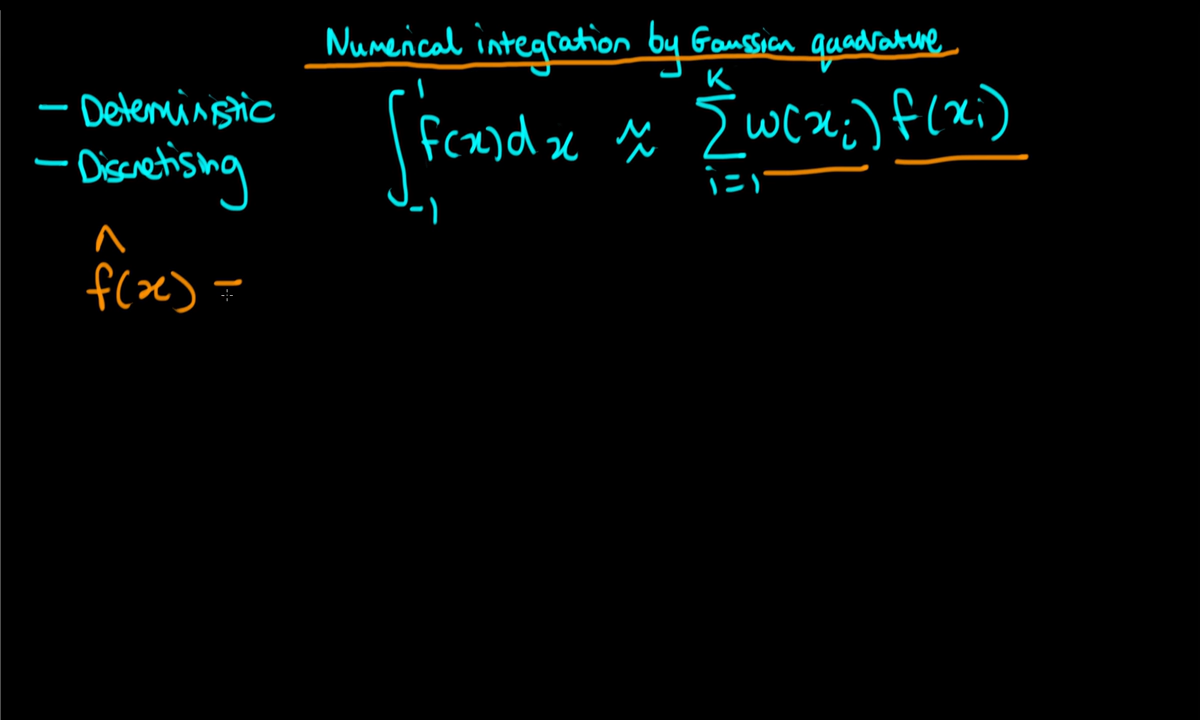 Numerical integration by Gaussian quadrature
- Deterministic
- Discretising
∫_{-1}^{1} f(x)dx ≈ ∑_{i=1}^{K} w(x_i) f(x_i)
f̂(x) =